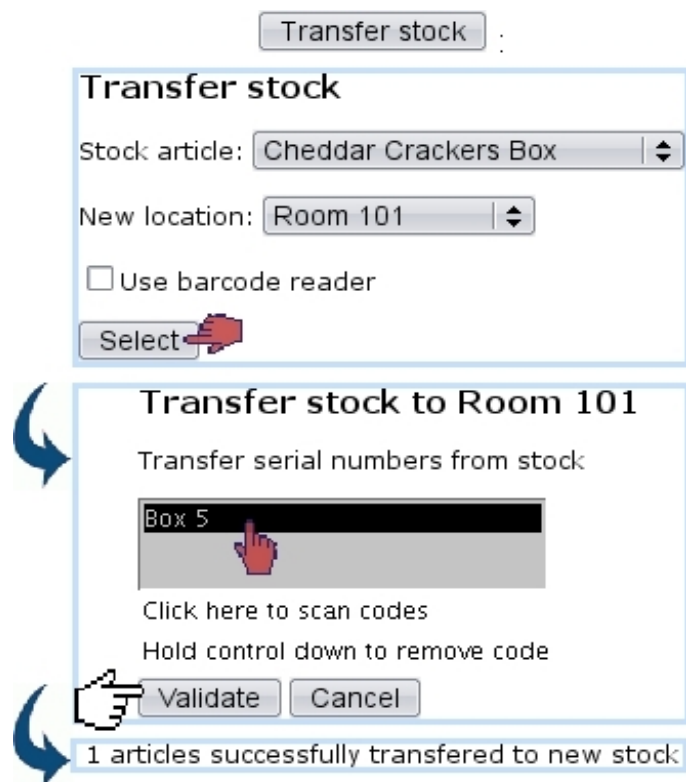 Transfer stock :
Transfer stock
Stock article: Cheddar Crackers Box
New location: Room 101
Use barcode reader
Select
Transfer stock to Room 101
Transfer serial numbers from stock
Box 5
Click here to scan codes
Hold control down to remove code
Validate Cancel
1 articles successfully transfered to new stock